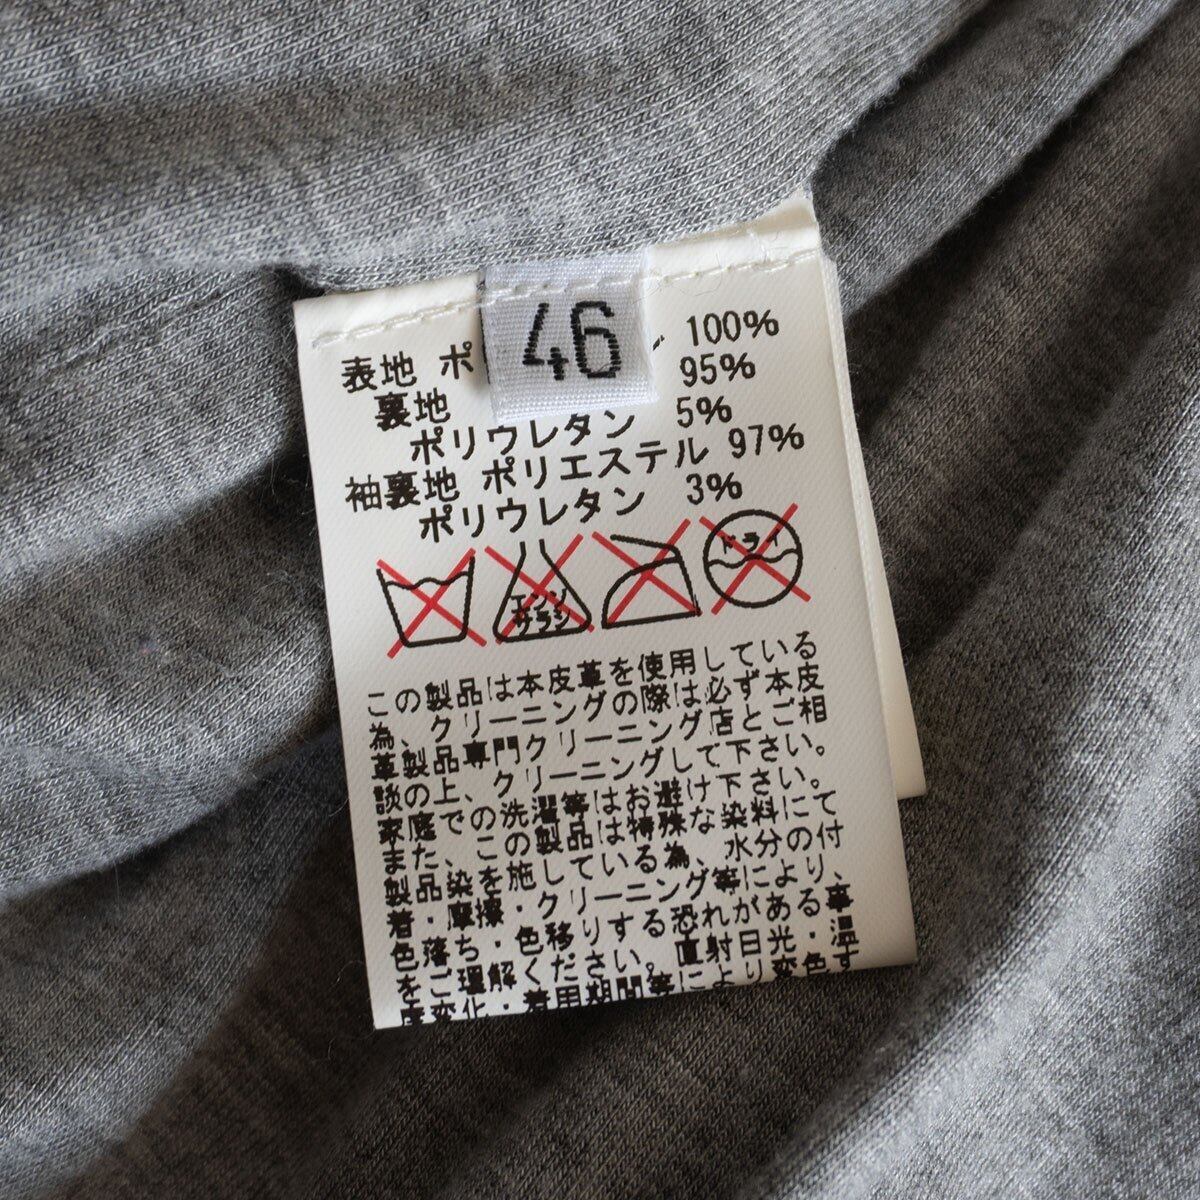 46
表地 ポ 100%
裏地 95%
ポリウレタン 5%
袖裏地 ポリエステル 97%
ポリウレタン 3%
エンソサラシ
ドライ
この製品は本皮革を使用している
為、クリーニングの際は必ず本皮
革製品専門クリーニング店とご相
談の上、クリーニングして下さい。
家庭での洗濯等はお避け下さい。
また、この製品は特殊な染料にて
製品染を施している為、水分の付
着・摩擦・クリーニング等により、
色落ち・色移りする恐れがある事
をご理解ください。直射日光・温
度変化・着用期間等により変色す